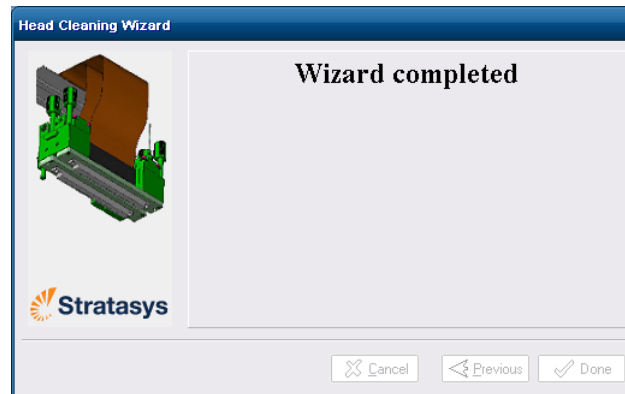 Head Cleaning Wizard
Wizard completed
Stratasys
Cancel
Previous
Done